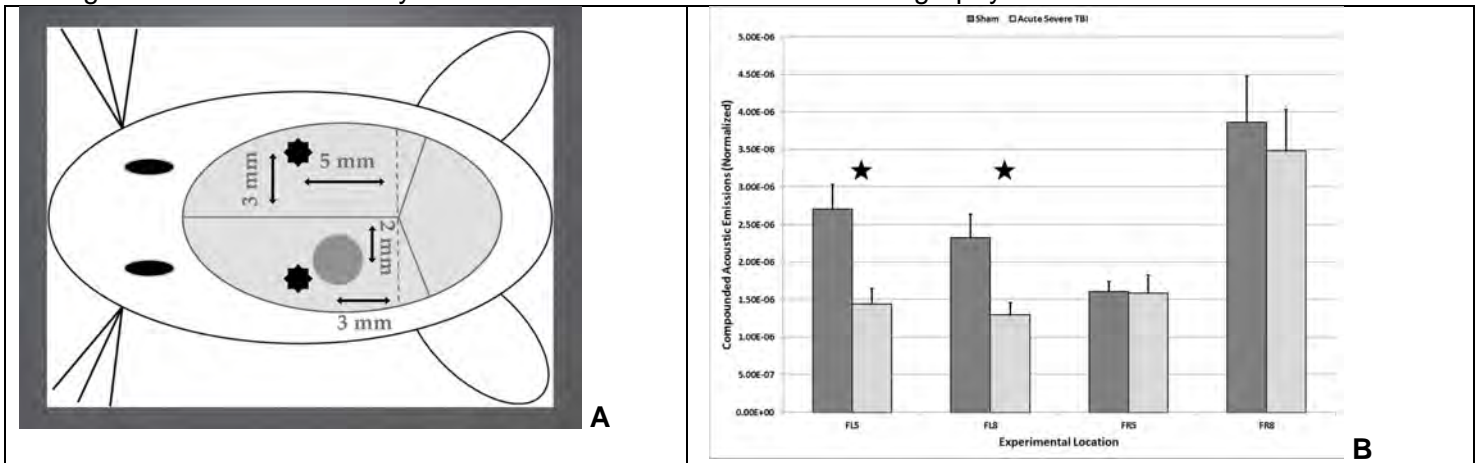 3 mm
5 mm
2 mm
3 mm
A
Sham Acute Severe TBI
Compounded Acoustic Emissions (Normalized)
5.00E-06
4.50E-06
4.00E-06
3.50E-06
3.00E-06
2.50E-06
2.00E-06
1.50E-06
1.00E-06
5.00E-07
0.00E+00
FL5 FL8 FR5 FR8
Experimental Location
B